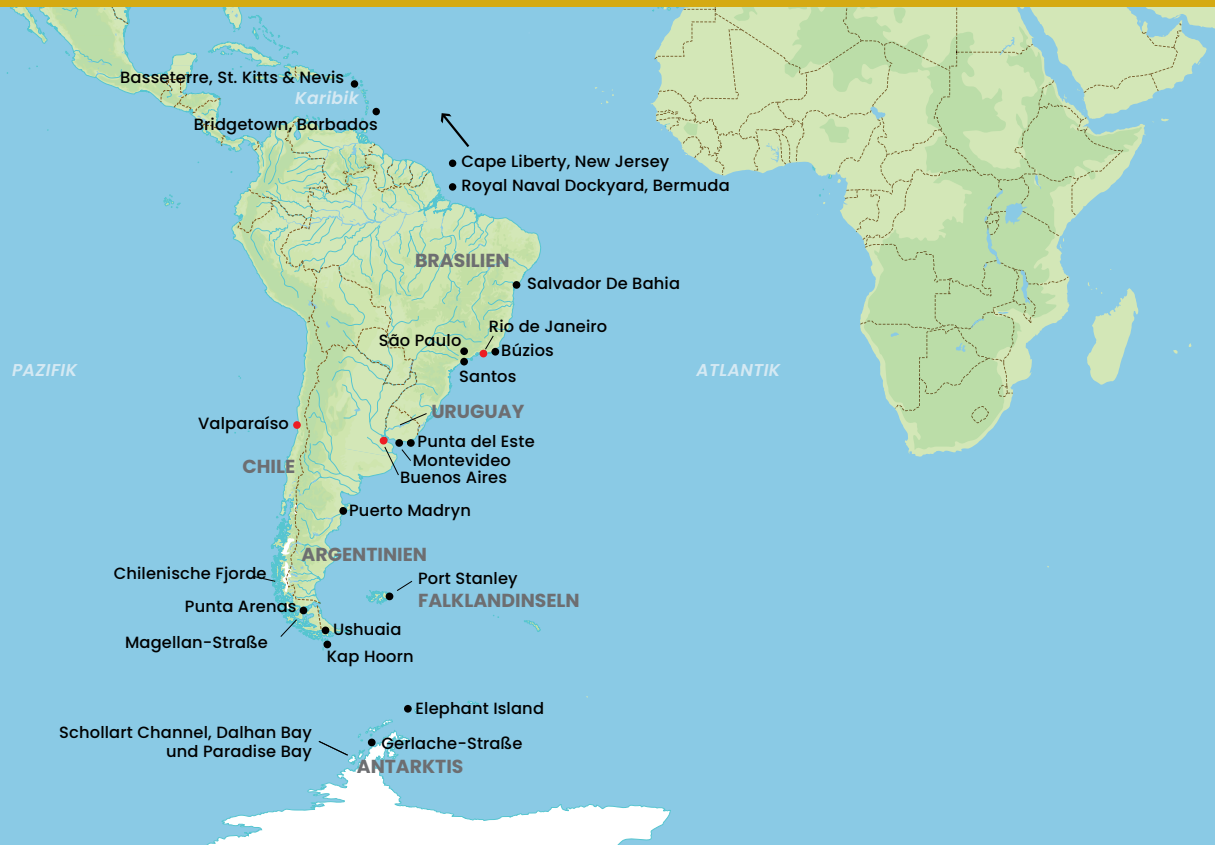 Basseterre, St. Kitts & Nevis
Karibik
Bridgetown, Barbados
Cape Liberty, New Jersey
Royal Naval Dockyard, Bermuda
BRASILIEN
Salvador De Bahia
Rio de Janeiro
São Paulo
Búzios
Santos
PAZIFIK
ATLANTIK
URUGUAY
Valparaíso
Punta del Este
Montevideo
CHILE
Buenos Aires
Puerto Madryn
ARGENTINIEN
Chilenische Fjorde
Port Stanley
FALKLANDINSELN
Punta Arenas
Ushuaia
Magellan-Straße
Kap Hoorn
Elephant Island
Schollart Channel, Dalhan Bay
und Paradise Bay
Gerlache-Straße
ANTARKTIS